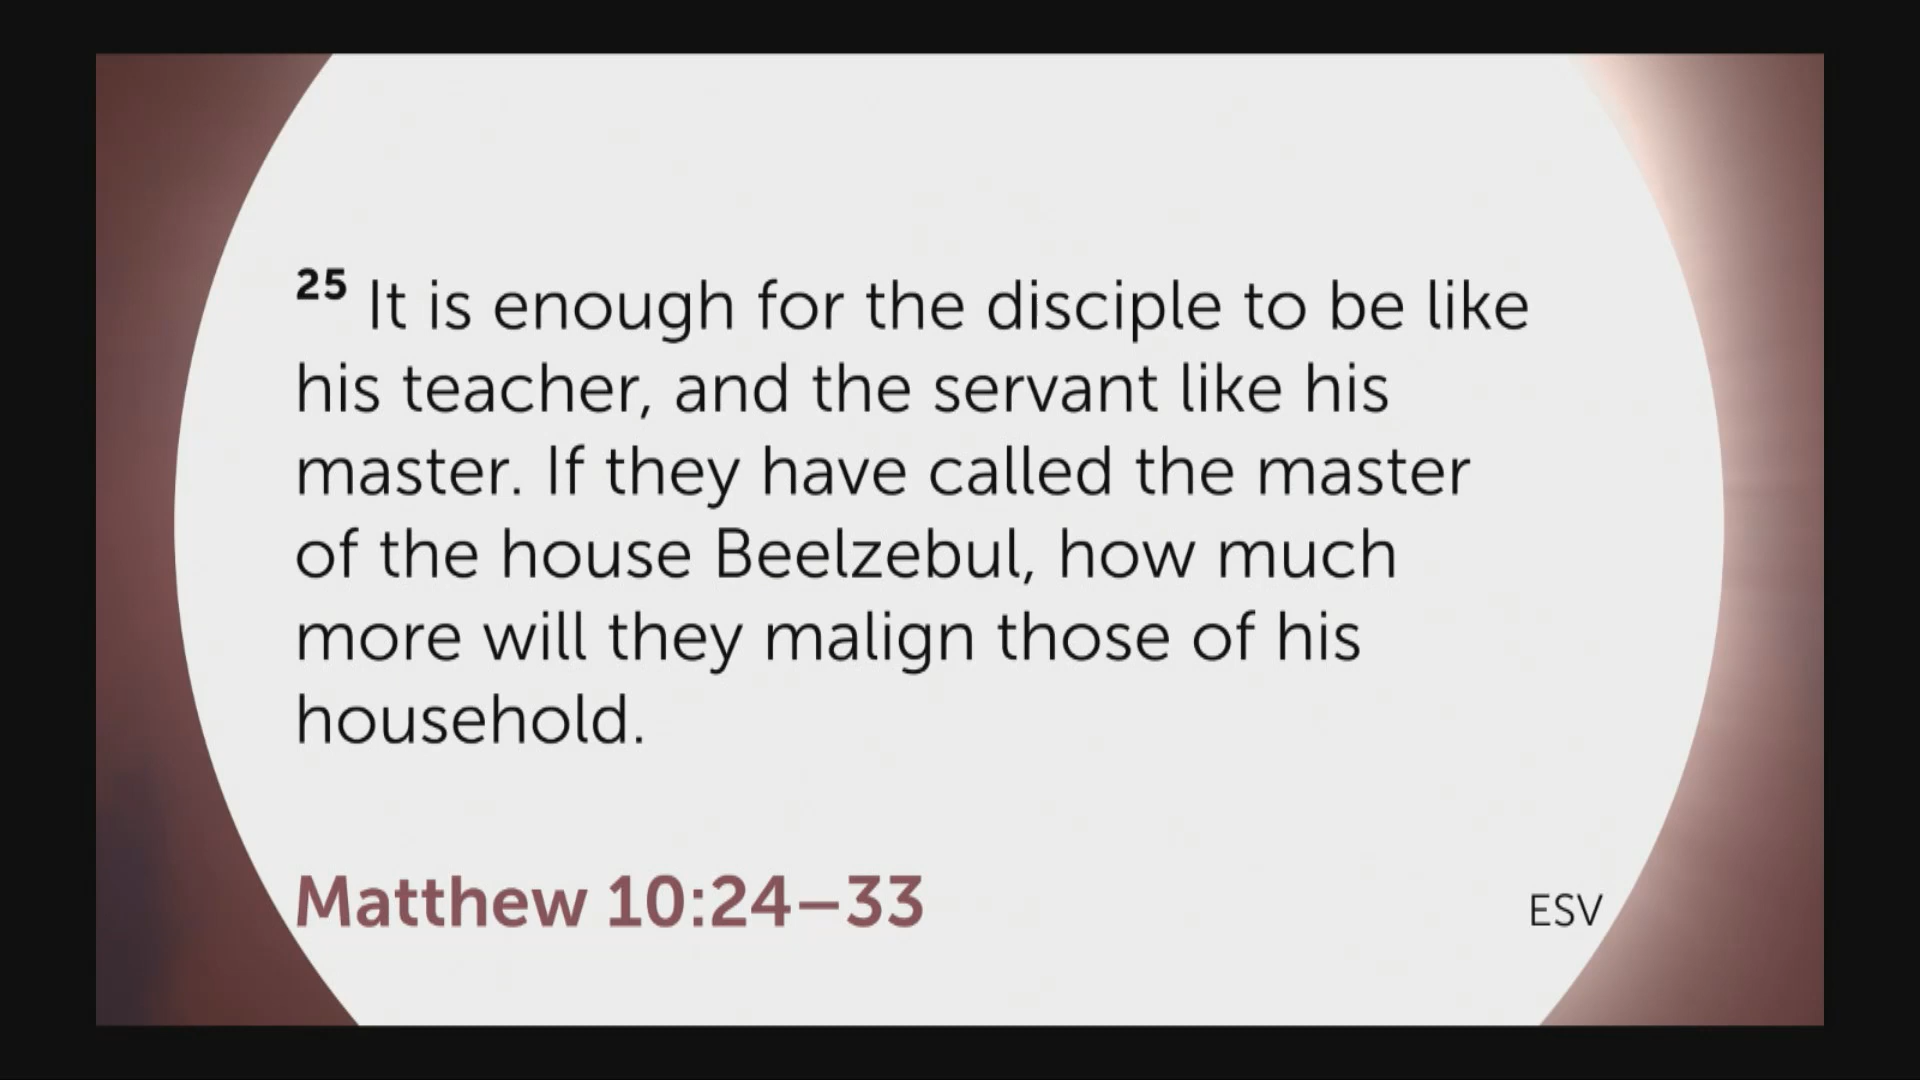 25 It is enough for the disciple to be like
his teacher, and the servant like his
master. If they have called the master
of the house Beelzebul, how much
more will they malign those of his
household.
Matthew 10:24–33
ESV